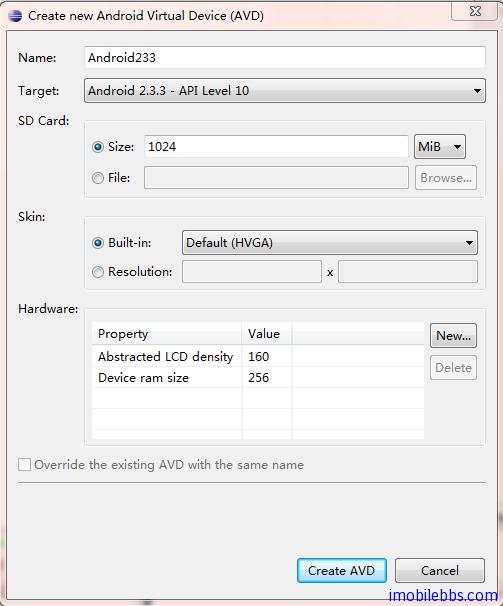 Create new Android Virtual Device (AVD)
Name: Android233
Target: Android 2.3.3 - API Level 10
SD Card:
Size: 1024 MiB
File: Browse...
Skin:
Built-in: Default (HVGA)
Resolution: x
Hardware:
Property Value New...
Abstracted LCD density 160
Delete
Device ram size 256
Override the existing AVD with the same name
Create AVD Cancel
imobilebbs.com